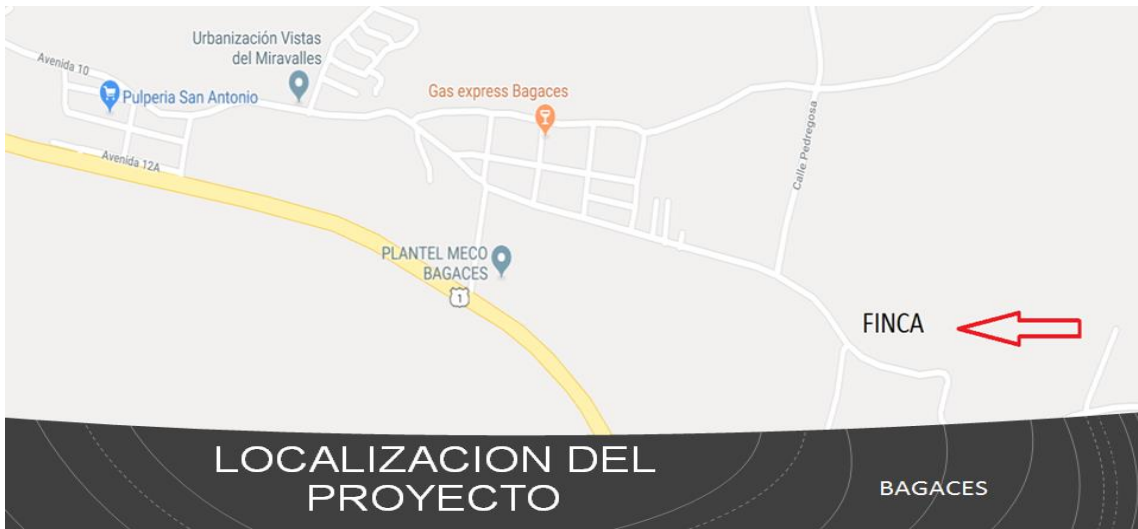 Urbanización Vistas
del Miravalles
Avenida 10
Pulperia San Antonio
Gas express Bagaces
Avenida 12A
Calle Pedregosa
PLANTEL MECO
BAGACES
1
FINCA
LOCALIZACION DEL
PROYECTO
BAGACES